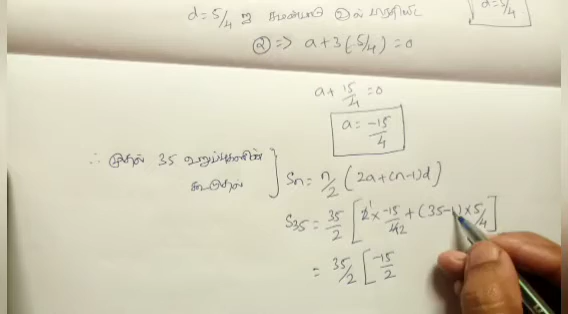 d = 5/4 ஐ சமன்பாடு ② ல் பிரதியிட
d = 5/4
② => a + 3(5/4) = 0
a + 15/4 = 0
a = -15/4
∴ முதல் 35 உறுப்புகளின் கூடுதல் } Sn = n/2 (2a + (n-1)d)
S35 = 35/2 [2 × -15/4 + (35-1) × 5/4]
= 35/2 [-15/2